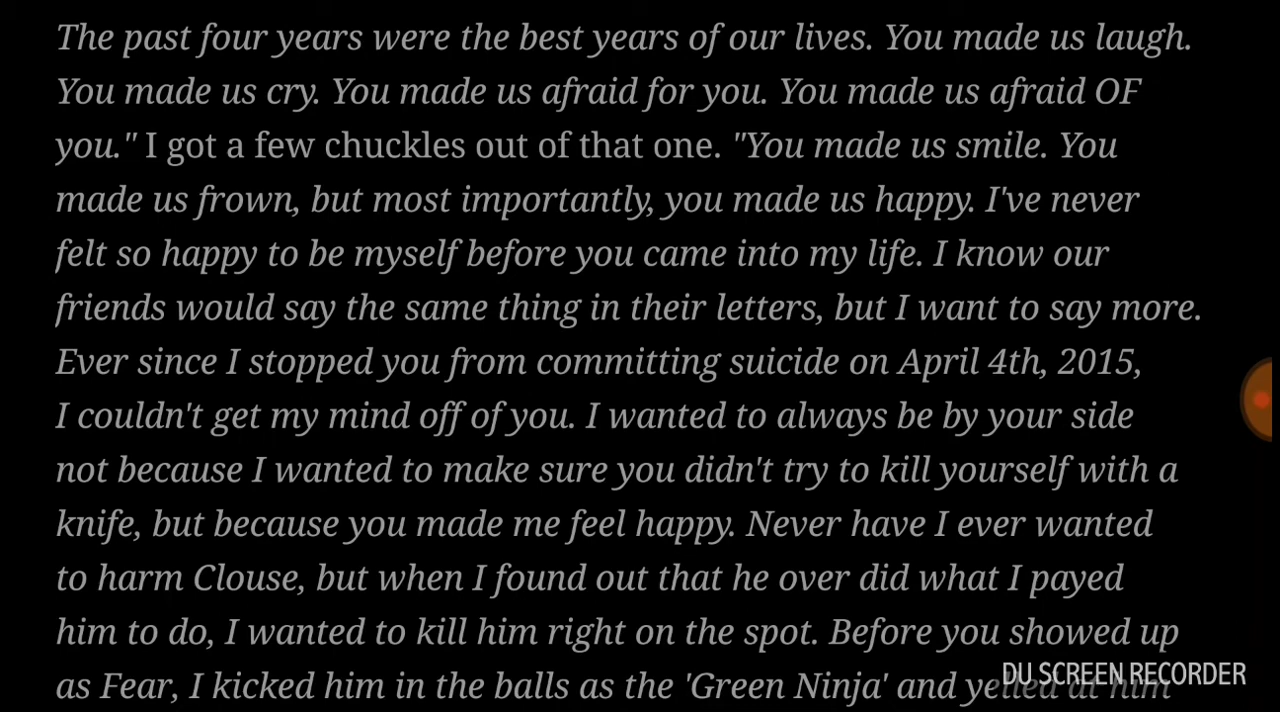 The past four years were the best years of our lives. You made us laugh.
You made us cry. You made us afraid for you. You made us afraid OF
you." I got a few chuckles out of that one. "You made us smile. You
made us frown, but most importantly, you made us happy. I've never
felt so happy to be myself before you came into my life. I know our
friends would say the same thing in their letters, but I want to say more.
Ever since I stopped you from committing suicide on April 4th, 2015,
I couldn't get my mind off of you. I wanted to always be by your side
not because I wanted to make sure you didn't try to kill yourself with a
knife, but because you made me feel happy. Never have I ever wanted
to harm Clouse, but when I found out that he over did what I payed
him to do, I wanted to kill him right on the spot. Before you showed up
as Fear, I kicked him in the balls as the 'Green Ninja' and yelled at him
DU SCREEN RECORDER